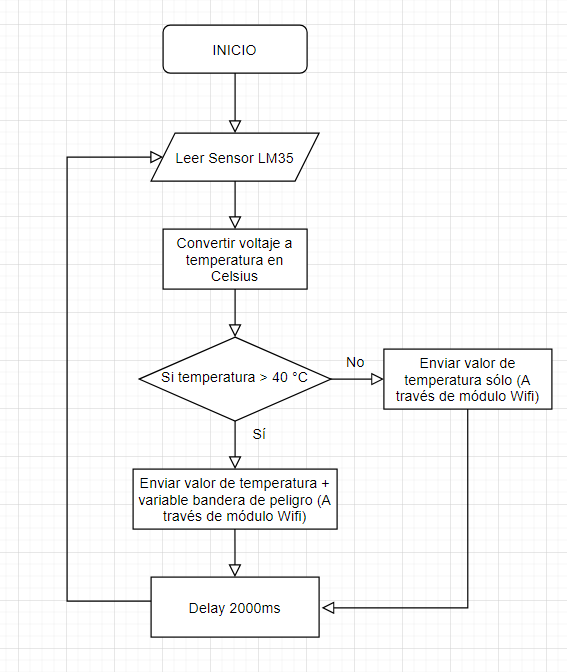 INICIO
Leer Sensor LM35
Convertir voltaje a
temperatura en
Celsius
Si temperatura > 40 °C
No
Enviar valor de
temperatura sólo (A
través de módulo Wifi)
Sí
Enviar valor de temperatura +
variable bandera de peligro (A
través de módulo Wifi)
Delay 2000ms